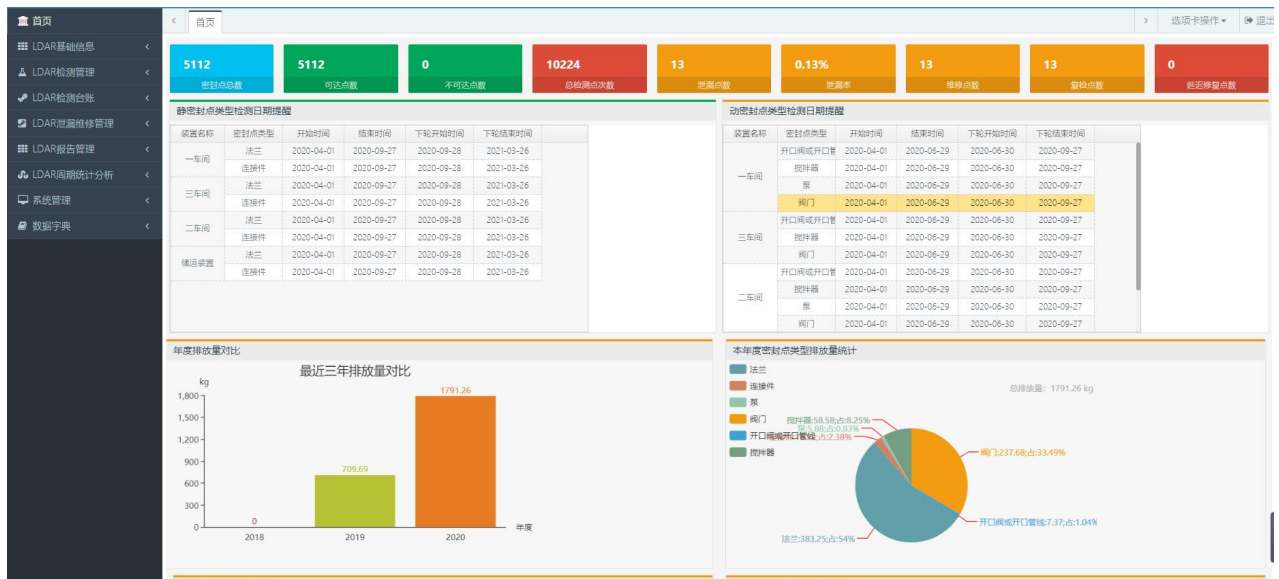 首页
LDAR基础信息
LDAR检测管理
LDAR检测台账
LDAR泄漏维修管理
LDAR报告管理
LDAR周期统计分析
系统管理
数据字典
首页
选项卡操作
退出
5112
密封点总数
5112
可达点数
0
不可达点数
10224
总检测点次数
13
泄漏点数
0.13%
泄漏率
13
维修点数
13
复检点数
0
延迟修复点数
静密封点类型检测日期提醒
装置名称 密封点类型 开始时间 结束时间 下轮开始时间 下轮结束时间
一车间 法兰 2020-04-01 2020-09-27 2020-09-28 2021-03-26
连接件 2020-04-01 2020-09-27 2020-09-28 2021-03-26
三车间 法兰 2020-04-01 2020-09-27 2020-09-28 2021-03-26
连接件 2020-04-01 2020-09-27 2020-09-28 2021-03-26
二车间 法兰 2020-04-01 2020-09-27 2020-09-28 2021-03-26
连接件 2020-04-01 2020-09-27 2020-09-28 2021-03-26
储运装置 法兰 2020-04-01 2020-09-27 2020-09-28 2021-03-26
连接件 2020-04-01 2020-09-27 2020-09-28 2021-03-26
动密封点类型检测日期提醒
装置名称 密封点类型 开始时间 结束时间 下轮开始时间 下轮结束时间
一车间 开口阀或开口管 2020-04-01 2020-06-29 2020-06-30 2020-09-27
搅拌器 2020-04-01 2020-06-29 2020-06-30 2020-09-27
泵 2020-04-01 2020-06-29 2020-06-30 2020-09-27
阀门 2020-04-01 2020-06-29 2020-06-30 2020-09-27
三车间 开口阀或开口管 2020-04-01 2020-06-29 2020-06-30 2020-09-27
搅拌器 2020-04-01 2020-06-29 2020-06-30 2020-09-27
阀门 2020-04-01 2020-06-29 2020-06-30 2020-09-27
二车间 开口阀或开口管 2020-04-01 2020-06-29 2020-06-30 2020-09-27
搅拌器 2020-04-01 2020-06-29 2020-06-30 2020-09-27
泵 2020-04-01 2020-06-29 2020-06-30 2020-09-27
阀门 2020-04-01 2020-06-29 2020-06-30 2020-09-27
年度排放量对比
最近三年排放量对比
kg
1,800
1,500
1,200
900
600
300
0
0
709.69
1791.26
2018
2019
2020
年度
本年度密封点类型排放量统计
法兰
连接件
泵
阀门
开口阀或开口管线
搅拌器
总排放量：1791.26 kg
搅拌器:58.58;占:8.25%
泵:5.88;占:0.83%
占:2.38%
阀门:237.68;占:33.49%
开口阀或开口管线:7.37;占:1.04%
法兰:383.25;占:54%